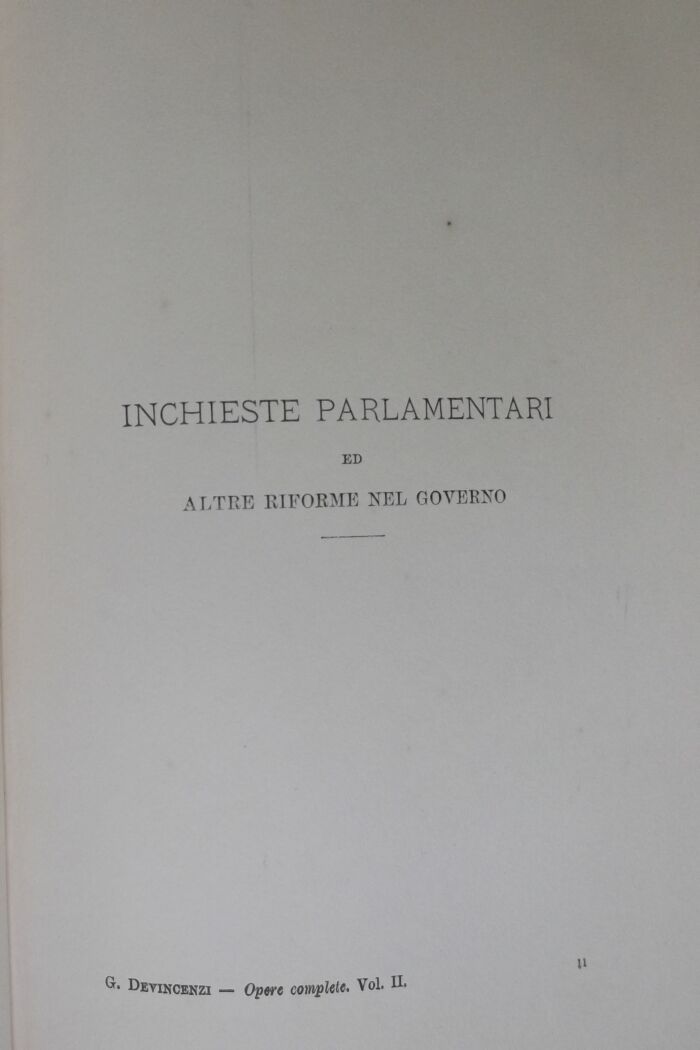 INCHIESTE PARLAMENTARI
ED
ALTRE RIFORME NEL GOVERNO
G. DEVINCENZI — Opere complete. Vol. II.
11